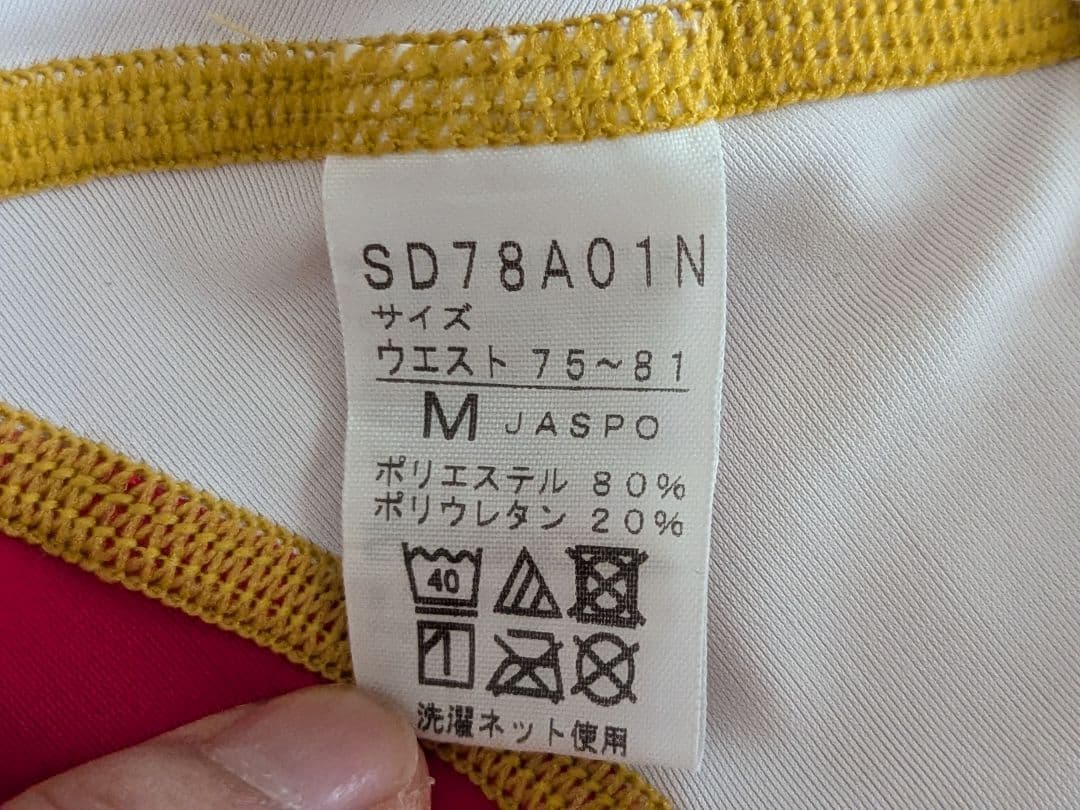 SD78A01N
サイズ
ウエスト 75～81
M JASPO
ポリエステル 80%
ポリウレタン 20%
40
洗濯ネット使用